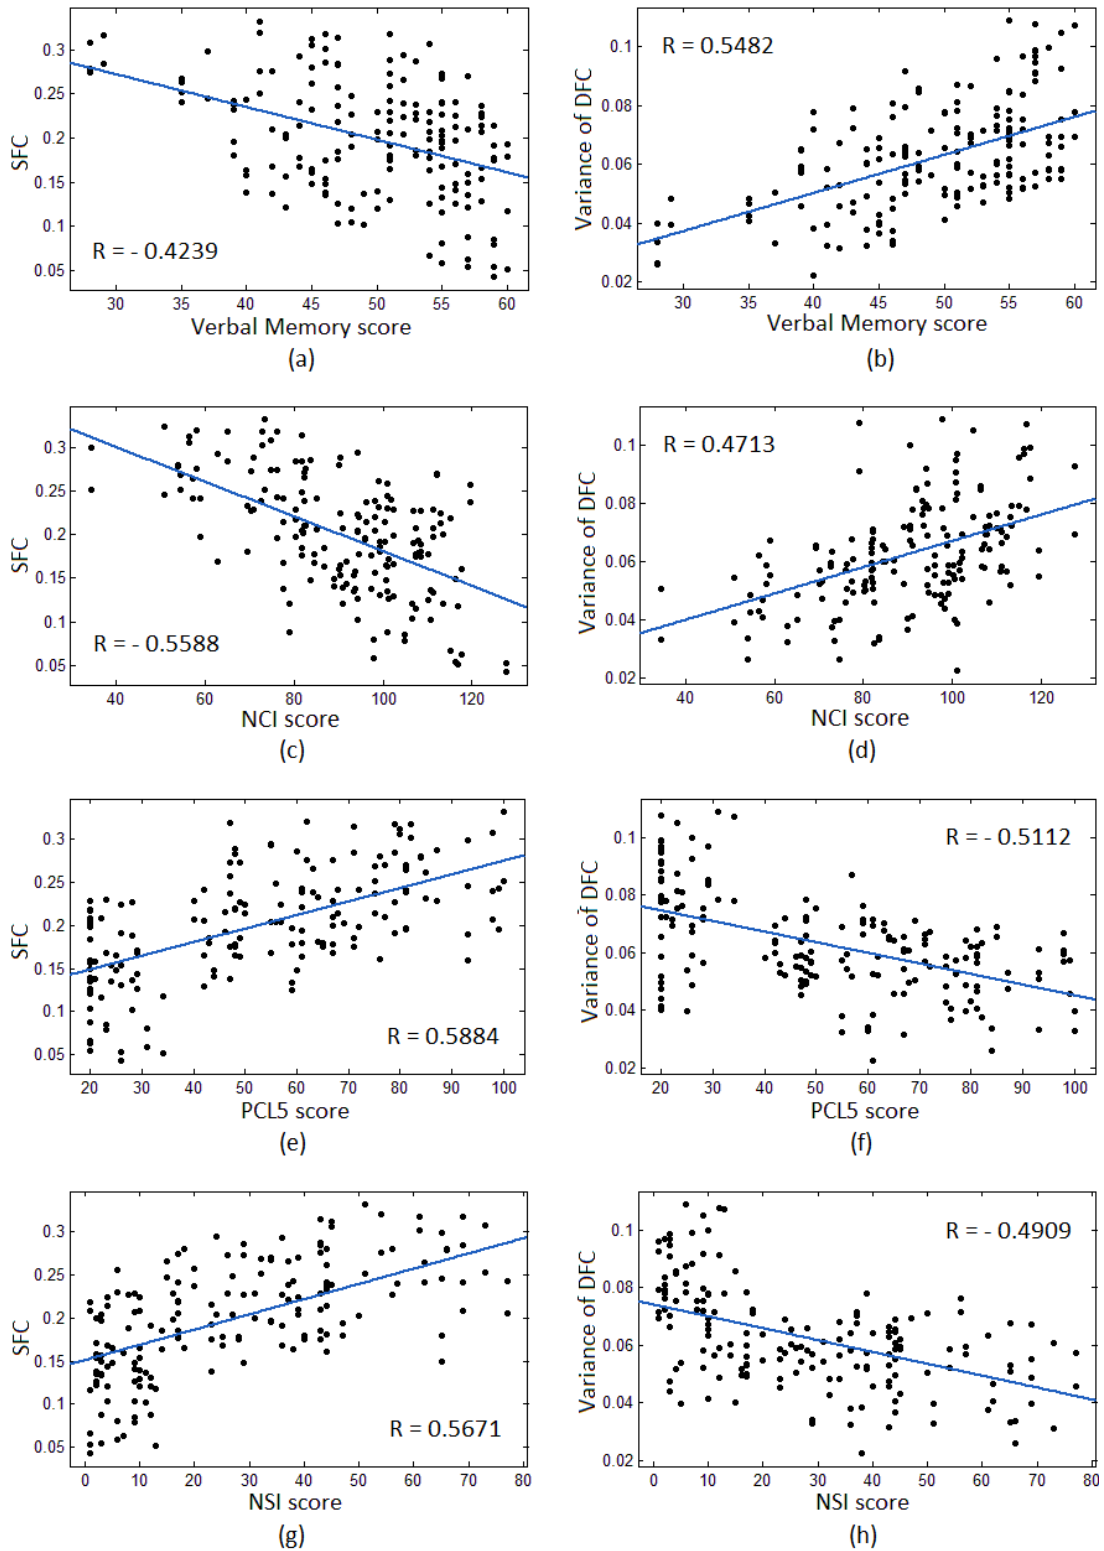 0.3
0.25
0.2
0.15
0.1
0.05
SFC
R = - 0.4239
30 35 40 45 50 55 60
Verbal Memory score
(a)
0.1
0.08
0.06
0.04
0.02
Variance of DFC
R = 0.5482
30 35 40 45 50 55 60
Verbal Memory score
(b)
0.3
0.25
0.2
0.15
0.1
0.05
SFC
R = - 0.5588
40 60 80 100 120
NCI score
(c)
0.1
0.08
0.06
0.04
0.02
Variance of DFC
R = 0.4713
40 60 80 100 120
NCI score
(d)
0.3
0.25
0.2
0.15
0.1
0.05
SFC
R = 0.5884
20 30 40 50 60 70 80 90 100
PCL5 score
(e)
0.1
0.08
0.06
0.04
0.02
Variance of DFC
R = - 0.5112
20 30 40 50 60 70 80 90 100
PCL5 score
(f)
0.3
0.25
0.2
0.15
0.1
0.05
SFC
R = 0.5671
0 10 20 30 40 50 60 70 80
NSI score
(g)
0.1
0.08
0.06
0.04
0.02
Variance of DFC
R = - 0.4909
0 10 20 30 40 50 60 70 80
NSI score
(h)